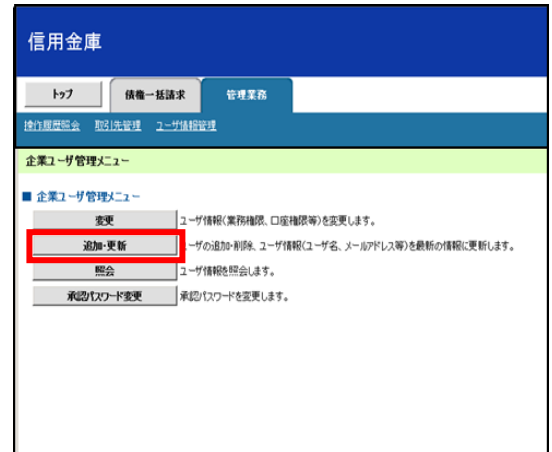 信用金庫
トップ 債権一括請求 管理業務
操作履歴照会 取引先管理 ユーザ情報管理
企業ユーザ管理メニュー
■ 企業ユーザ管理メニュー
変更 ユーザ情報(業務権限、口座権限等)を変更します。
追加・更新 ーザの追加・削除、ユーザ情報(ユーザ名、メールアドレス等)を最新の情報に更新します。
照会 ユーザ情報を照会します。
承認パスワード変更 承認パスワードを変更します。